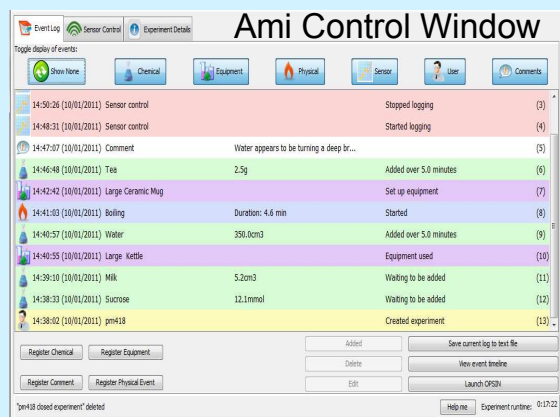 Ami Control Window
Event Log Sensor Control Experiment Details
Toggle display of events:
Show None Chemical Equipment Physical Sensor User Comments
14:50:26 (10/01/2011) Sensor control Stopped logging (3)
14:48:31 (10/01/2011) Sensor control Started logging (4)
14:47:07 (10/01/2011) Comment Water appears to be turning a deep br... (5)
14:46:48 (10/01/2011) Tea 2.5g Added over 5.0 minutes (6)
14:42:42 (10/01/2011) Large Ceramic Mug Set up equipment (7)
14:41:03 (10/01/2011) Boiling Duration: 4.6 min Started (8)
14:40:57 (10/01/2011) Water 350.0cm3 Added over 5.0 minutes (9)
14:40:55 (10/01/2011) Large Kettle Equipment used (10)
14:39:10 (10/01/2011) Milk 5.2cm3 Waiting to be added (11)
14:38:33 (10/01/2011) Sucrose 12.1mmol Waiting to be added (12)
14:38:02 (10/01/2011) pm418 Created experiment (13)
Register Chemical Register Equipment Added Save current log to text file
Delete View event timeline
Register Comment Register Physical Event Edit Launch OPSIN
"pm418 closed experiment" deleted Help me Experiment runtime: 0:17:22